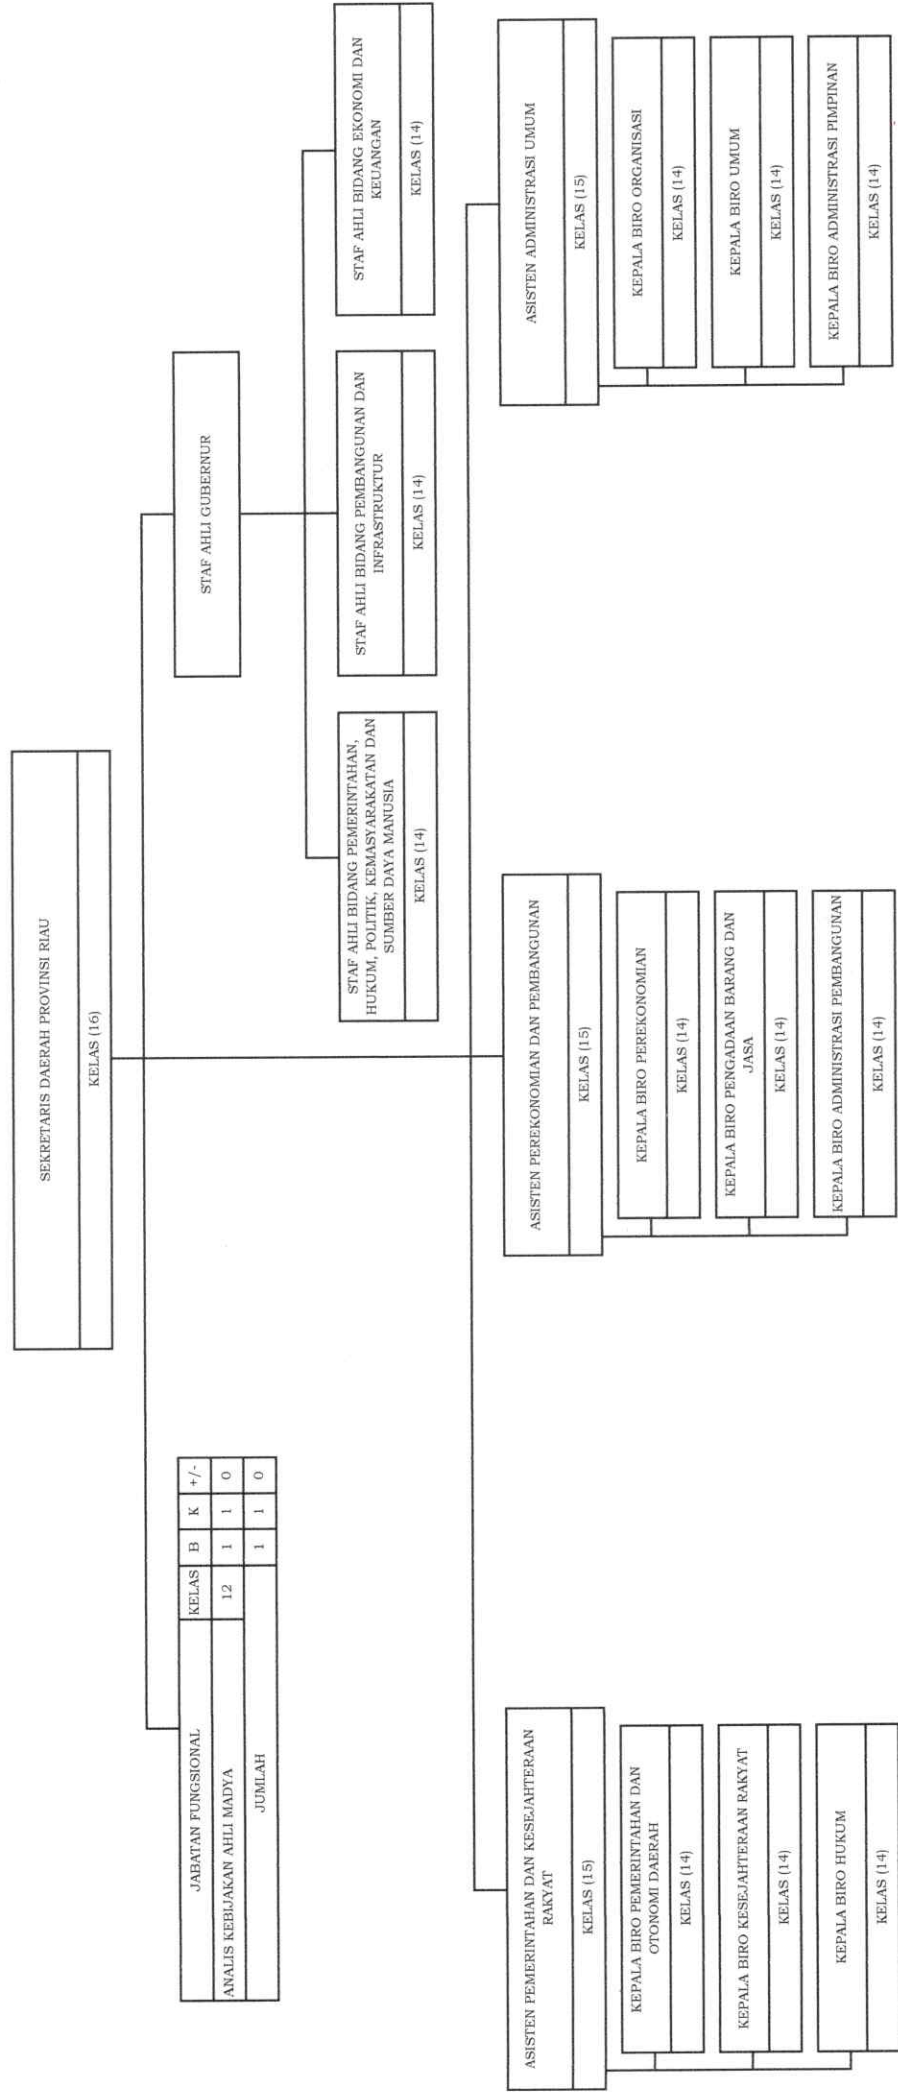 SEKRETARIS DAERAH PROVINSI RIAU
KELAS (16)
JABATAN FUNGSIONAL KELAS B K +/-
ANALIS KEBIJAKAN AHLI MADYA 12 1 1 0
JUMLAH 1 1 0
STAF AHLI GUBERNUR
STAF AHLI BIDANG PEMERINTAHAN,
HUKUM, POLITIK, KEMASYARAKATAN DAN
SUMBER DAYA MANUSIA
KELAS (14)
STAF AHLI BIDANG PEMBANGUNAN DAN
INFRASTRUKTUR
KELAS (14)
STAF AHLI BIDANG EKONOMI DAN
KEUANGAN
KELAS (14)
ASISTEN PEMERINTAHAN DAN KESEJAHTERAAN
RAKYAT
KELAS (15)
KEPALA BIRO PEMERINTAHAN DAN
OTONOMI DAERAH
KELAS (14)
KEPALA BIRO KESEJAHTERAAN RAKYAT
KELAS (14)
KEPALA BIRO HUKUM
KELAS (14)
ASISTEN PEREKONOMIAN DAN PEMBANGUNAN
KELAS (15)
KEPALA BIRO PEREKONOMIAN
KELAS (14)
KEPALA BIRO PENGADAAN BARANG DAN
JASA
KELAS (14)
KEPALA BIRO ADMINISTRASI PEMBANGUNAN
KELAS (14)
ASISTEN ADMINISTRASI UMUM
KELAS (15)
KEPALA BIRO ORGANISASI
KELAS (14)
KEPALA BIRO UMUM
KELAS (14)
KEPALA BIRO ADMINISTRASI PIMPINAN
KELAS (14)